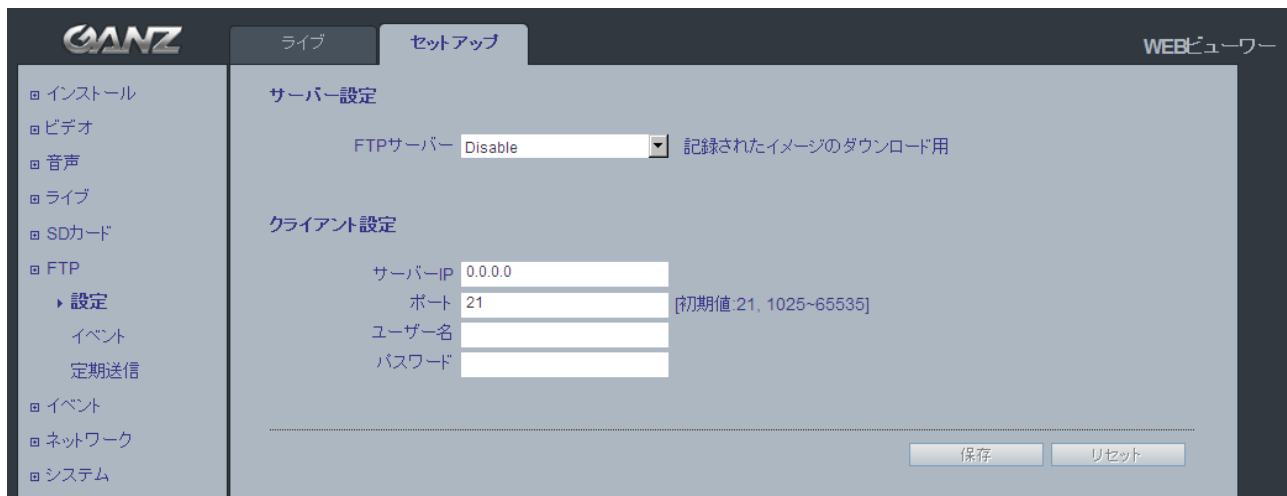 GANZ
ライブ
セットアップ
WEBビューワー
インストール
ビデオ
音声
ライブ
SDカード
FTP
設定
イベント
定期送信
イベント
ネットワーク
システム
サーバー設定
FTPサーバー Disable 記録されたイメージのダウンロード用
クライアント設定
サーバーIP 0.0.0.0
ポート 21 [初期値:21, 1025~65535]
ユーザー名
パスワード
保存
リセット